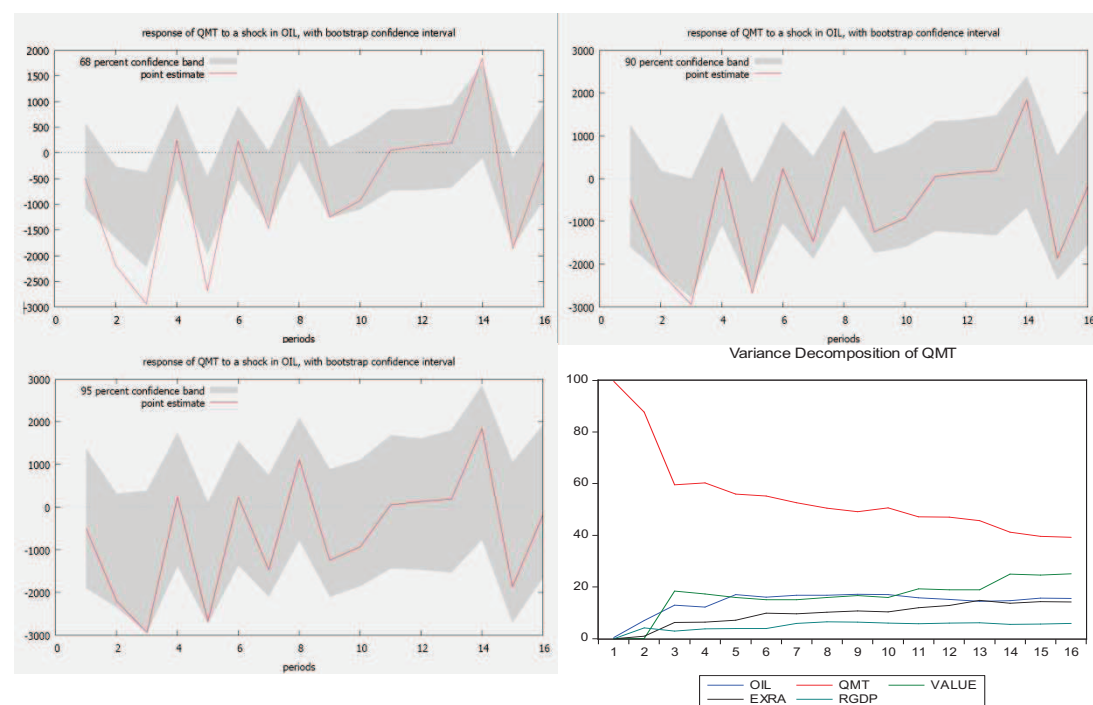 response of QMT to a shock in OIL, with bootstrap confidence interval
68 percent confidence band
point estimate
2000
1500
1000
500
0
-500
-1000
-1500
-2000
-2500
-3000
0 2 4 6 8 10 12 14 16
periods
response of QMT to a shock in OIL, with bootstrap confidence interval
90 percent confidence band
point estimate
3000
2000
1000
0
-1000
-2000
-3000
0 2 4 6 8 10 12 14 16
periods
response of QMT to a shock in OIL, with bootstrap confidence interval
95 percent confidence band
point estimate
3000
2000
1000
0
-1000
-2000
-3000
0 2 4 6 8 10 12 14 16
periods
Variance Decomposition of QMT
100
80
60
40
20
0
1 2 3 4 5 6 7 8 9 10 11 12 13 14 15 16
OIL QMT VALUE
EXRA RGDP